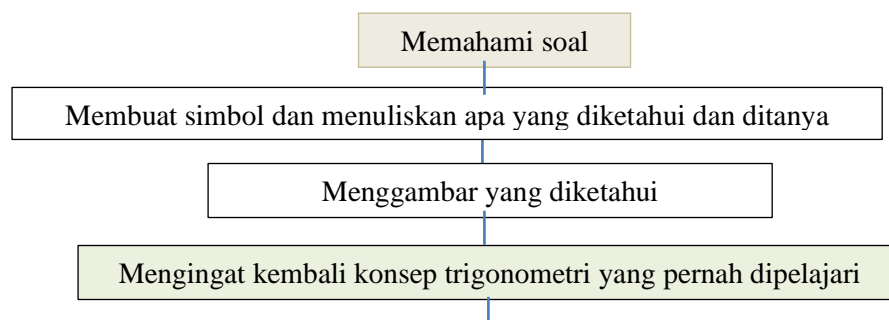 Memahami soal
Membuat simbol dan menuliskan apa yang diketahui dan ditanya
Menggambar yang diketahui
Mengingat kembali konsep trigonometri yang pernah dipelajari